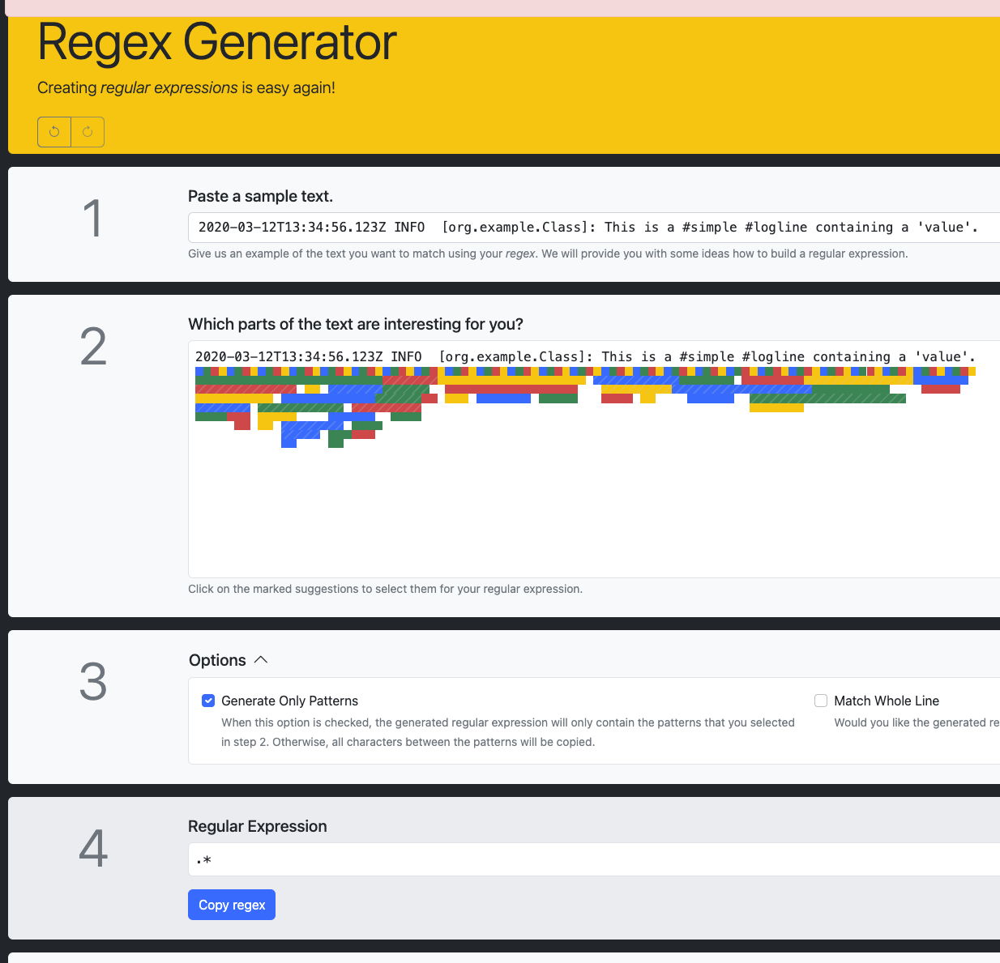 Regex Generator
Creating regular expressions is easy again!
1
Paste a sample text.
2020-03-12T13:34:56.123Z INFO  [org.example.Class]: This is a #simple #logline containing a 'value'.
Give us an example of the text you want to match using your regex. We will provide you with some ideas how to build a regular expression.
2
Which parts of the text are interesting for you?
2020-03-12T13:34:56.123Z INFO  [org.example.Class]: This is a #simple #logline containing a 'value'.
Click on the marked suggestions to select them for your regular expression.
3
Options
Generate Only Patterns
When this option is checked, the generated regular expression will only contain the patterns that you selected
in step 2. Otherwise, all characters between the patterns will be copied.
Match Whole Line
Would you like the generated re
4
Regular Expression
.*
Copy regex